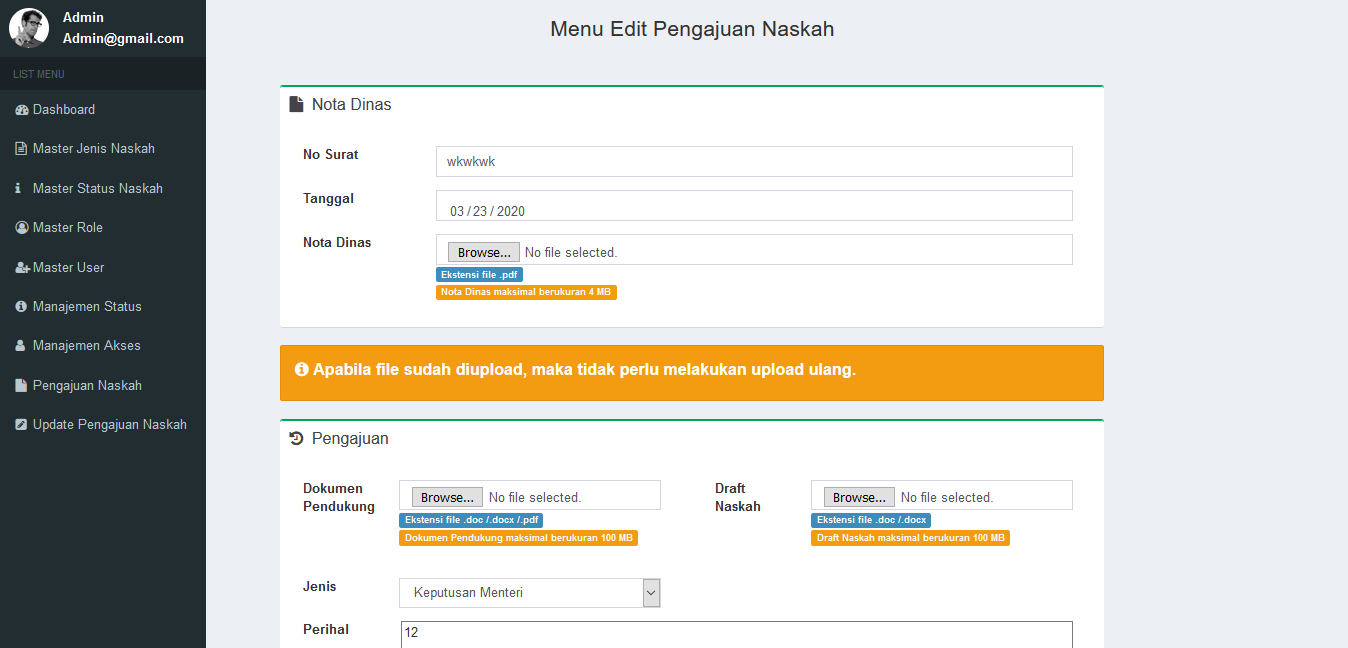 Admin
Admin@gmail.com
LIST MENU
Dashboard
Master Jenis Naskah
Master Status Naskah
Master Role
Master User
Manajemen Status
Manajemen Akses
Pengajuan Naskah
Update Pengajuan Naskah
Menu Edit Pengajuan Naskah
Nota Dinas
No Surat
wkwkwk
Tanggal
03 / 23 / 2020
Nota Dinas
Browse... No file selected.
Ekstensi file .pdf
Nota Dinas maksimal berukuran 4 MB
Apabila file sudah diupload, maka tidak perlu melakukan upload ulang.
Pengajuan
Dokumen
Pendukung
Browse... No file selected.
Ekstensi file .doc /.docx /.pdf
Dokumen Pendukung maksimal berukuran 100 MB
Draft
Naskah
Browse... No file selected.
Ekstensi file .doc /.docx
Draft Naskah maksimal berukuran 100 MB
Jenis
Keputusan Menteri
Perihal
12